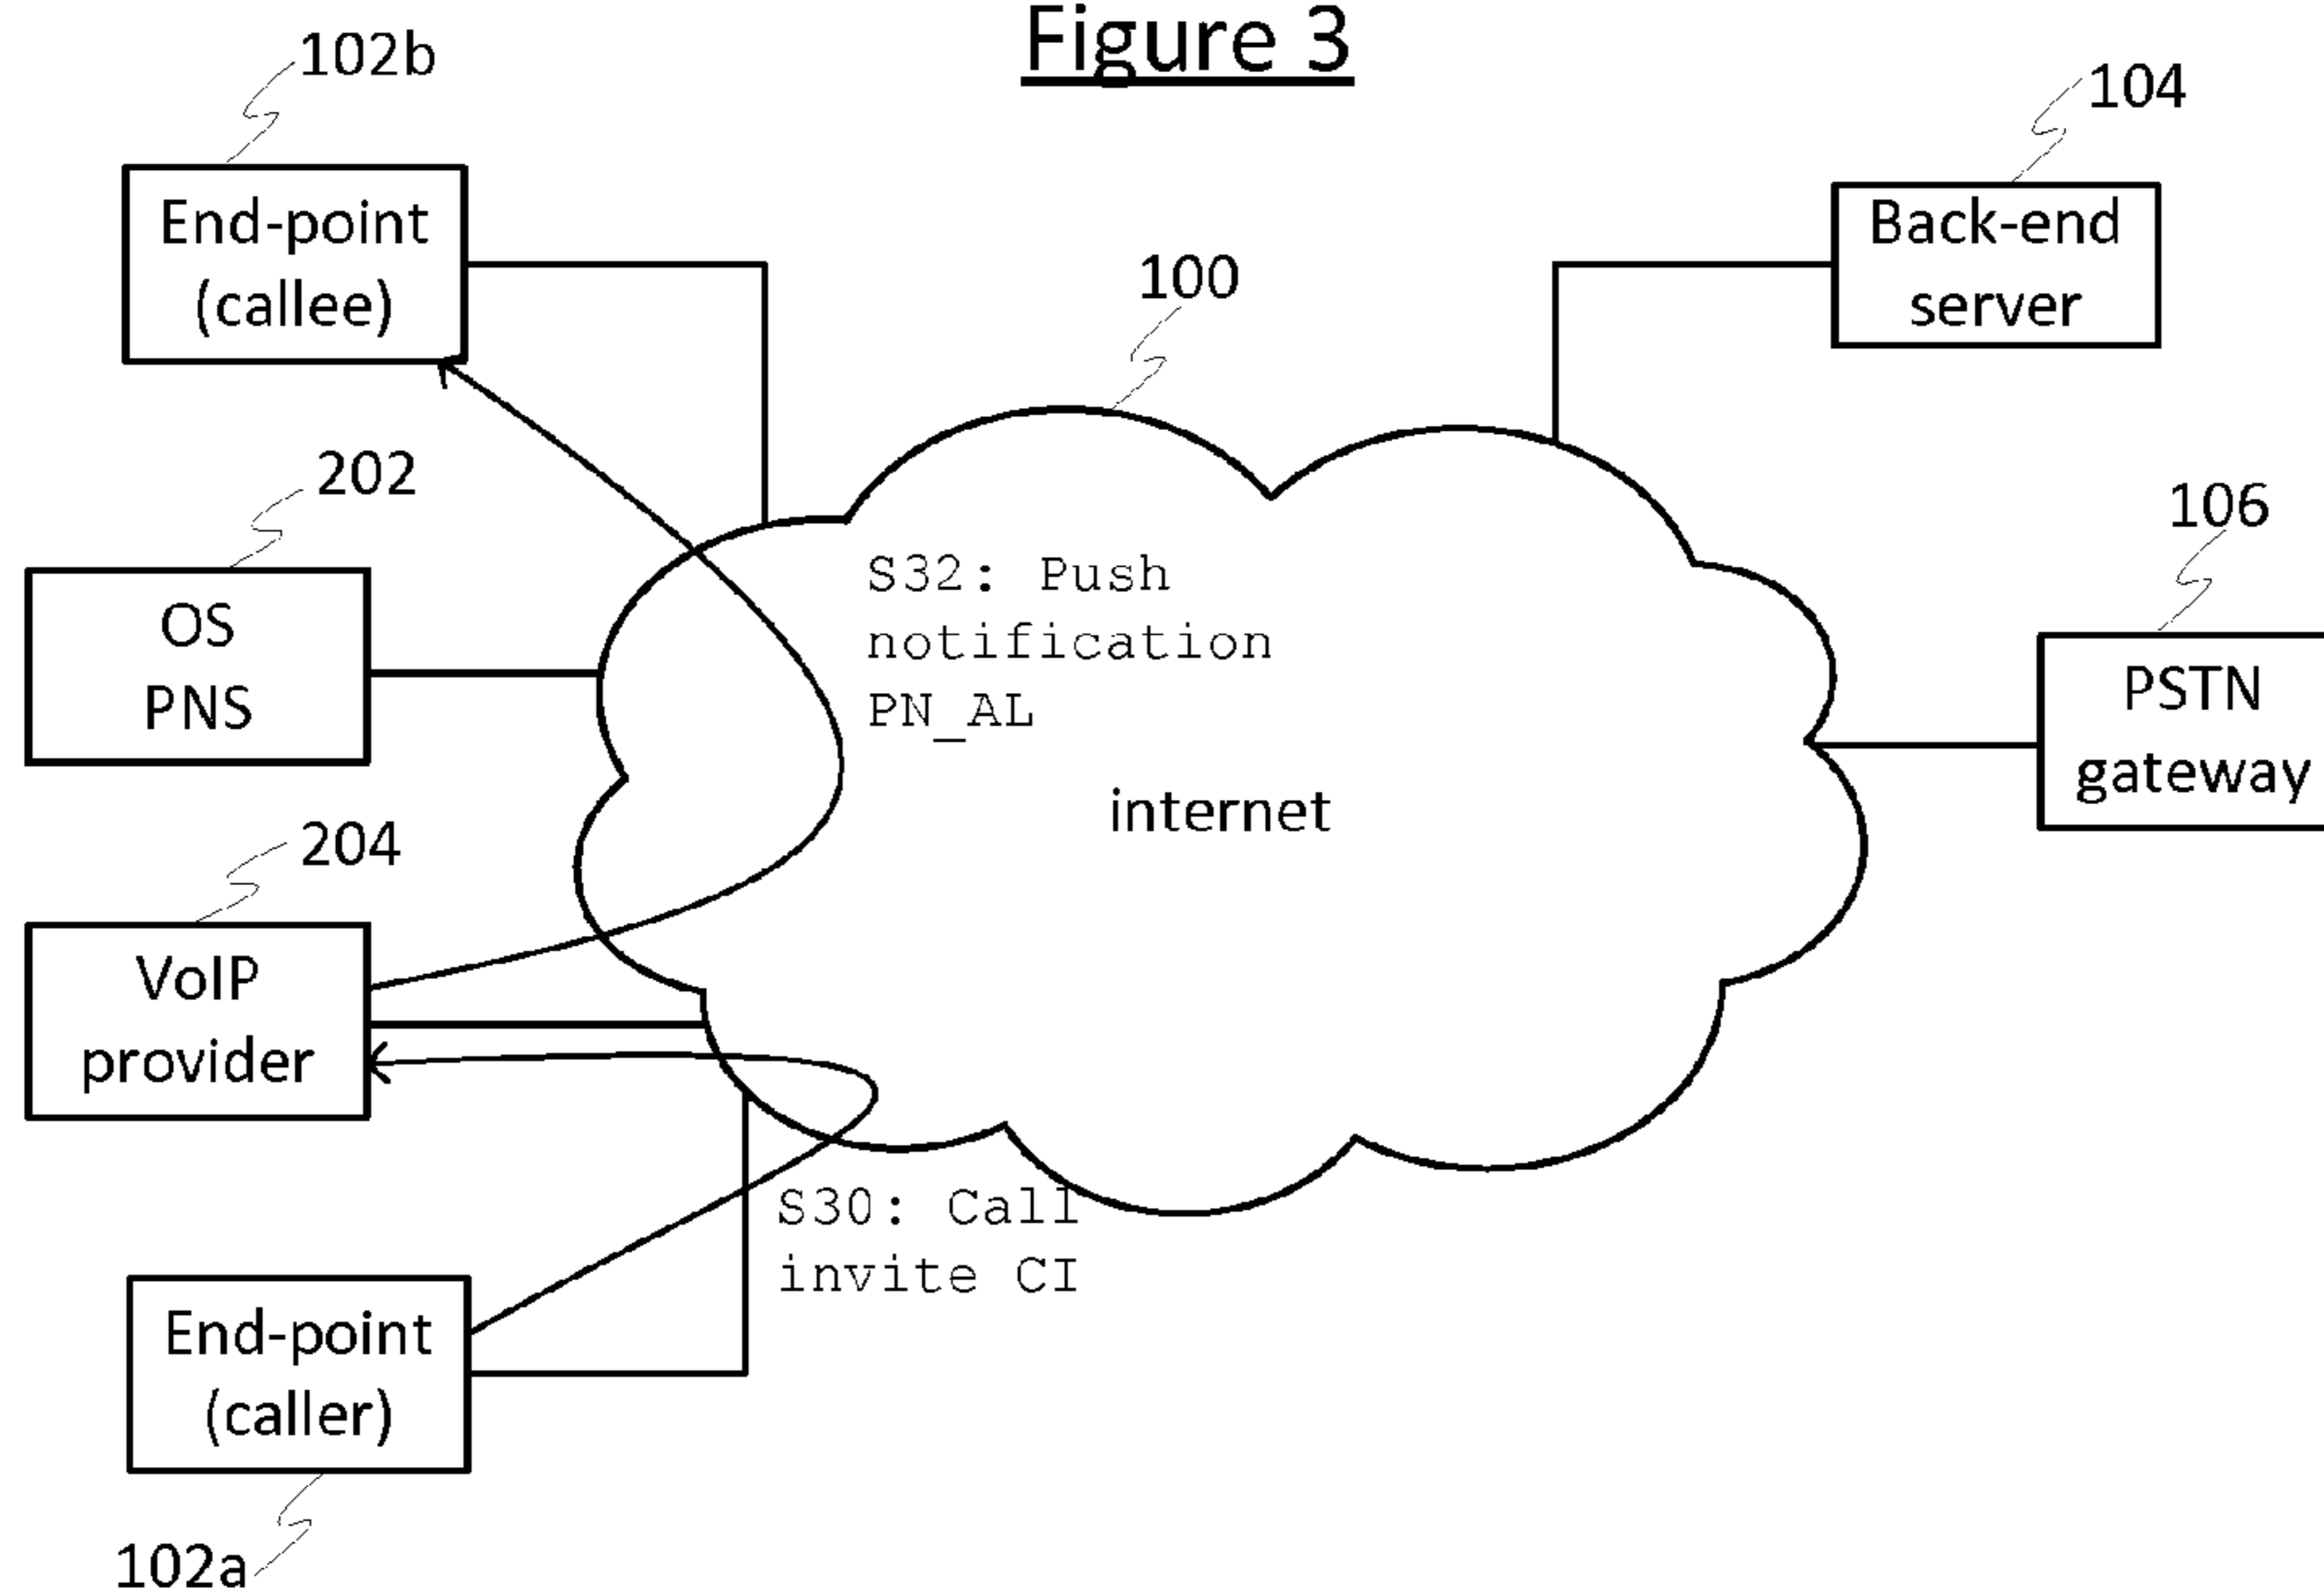 Figure 3
102b
104
End-point
(callee)
Back-end
server
100
202
106
OS
PNS
S32: Push
notification
PN_AL
internet
PSTN
gateway
204
VoIP
provider
S30: Call
invite CI
End-point
(caller)
102a